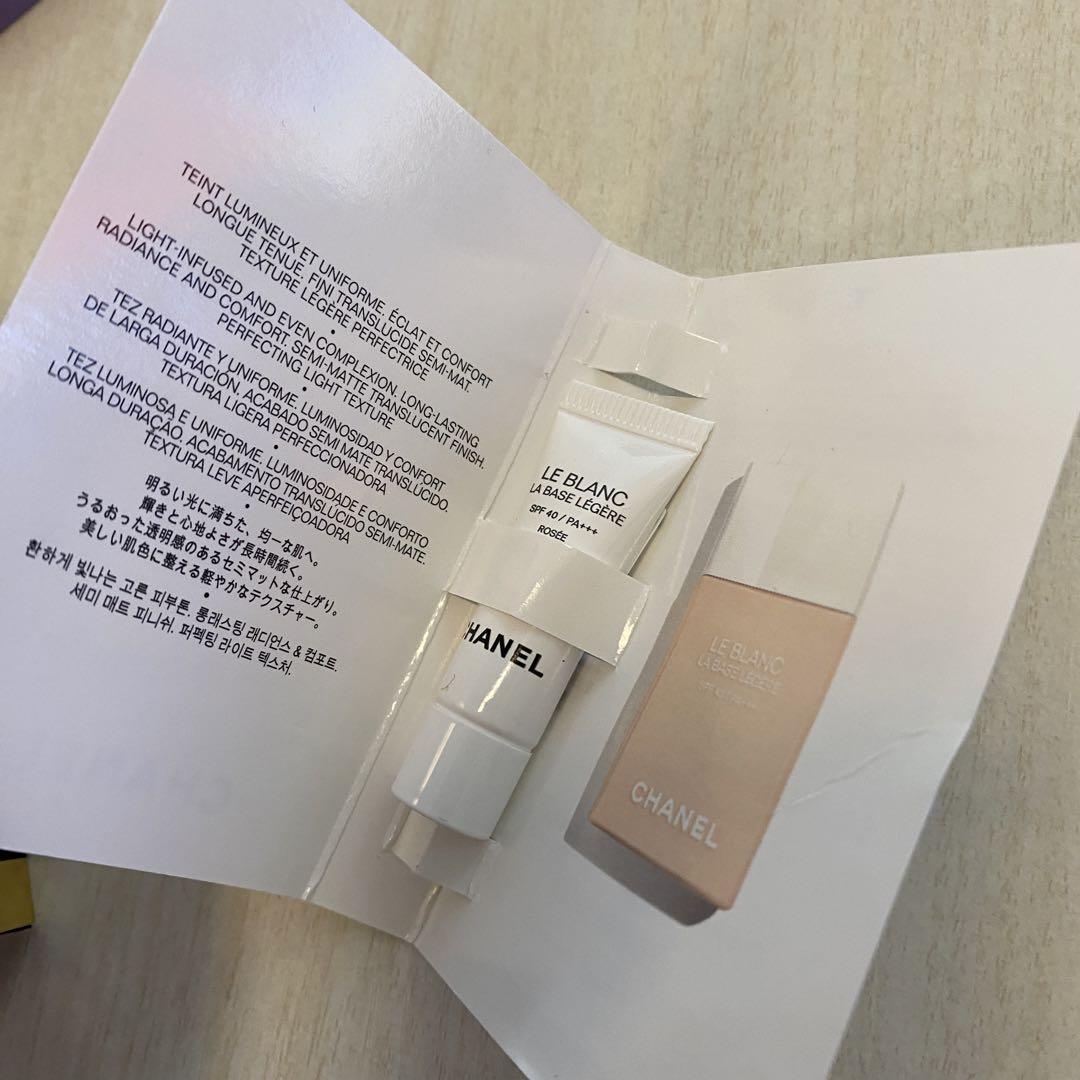 TEINT LUMINEUX ET UNIFORME. ÉCLAT ET CONFORT
LONGUE TENUE. FINI TRANSLUCIDE SEMI-MAT.
TEXTURE LÉGÈRE PERFECTRICE
•
LIGHT-INFUSED AND EVEN COMPLEXION. LONG-LASTING
RADIANCE AND COMFORT. SEMI-MATTE TRANSLUCENT FINISH.
PERFECTING LIGHT TEXTURE
•
TEZ RADIANTE Y UNIFORME. LUMINOSIDAD Y CONFORT
DE LARGA DURACIÓN. ACABADO SEMI MATE TRANSLÚCIDO.
TEXTURA LIGERA PERFECCIONADORA
•
TEZ LUMINOSA E UNIFORME. LUMINOSIDADE E CONFORTO
LONGA DURAÇÃO. ACABAMENTO TRANSLÚCIDO SEMI-MATE.
TEXTURA LEVE APERFEIÇOADORA
•
明るい光に満ちた、均一な肌へ。
輝きと心地よさが長時間続く。
うるおった透明感のあるセミマットな仕上がり。
美しい肌色に整える軽やかなテクスチャー。
•
환하게 빛나는 고른 피부톤. 롱래스팅 래디언스 & 컴포트.
세미 매트 피니쉬. 퍼펙팅 라이트 텍스처.
LE BLANC
LA BASE LÉGÈRE
SPF 40 / PA+++
ROSÉE
CHANEL
LE BLANC
LA BASE LÉGÈRE
SPF 40 / PA+++
CHANEL